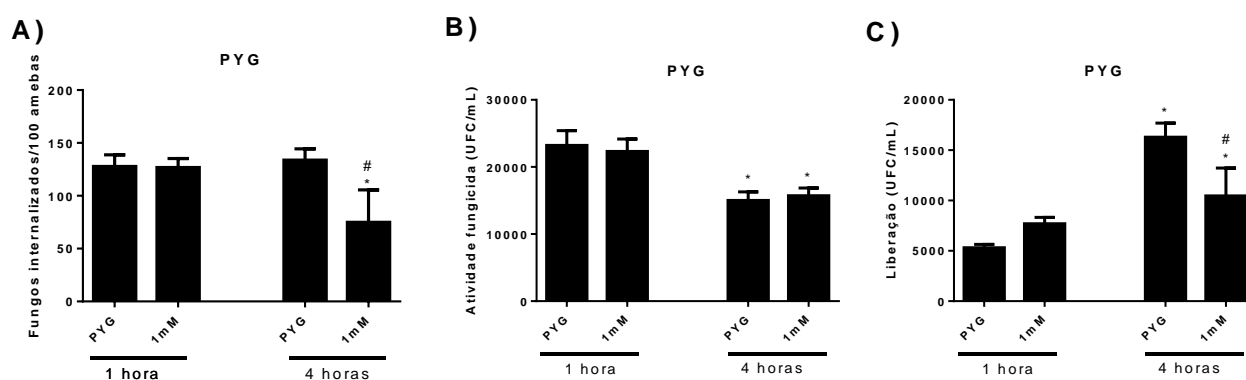 A)
PYG
Fungos internalizados/100 amebas
200
150
100
50
0
PYG
1mM
PYG
1mM
#
*
1 hora
4 horas
B)
PYG
Atividade fungicida (UFC/mL)
30000
20000
10000
0
*
*
PYG
1mM
PYG
1mM
1 hora
4 horas
C)
PYG
Liberação (UFC/mL)
20000
15000
10000
5000
0
*
#
*
PYG
1mM
PYG
1mM
1 hora
4 horas